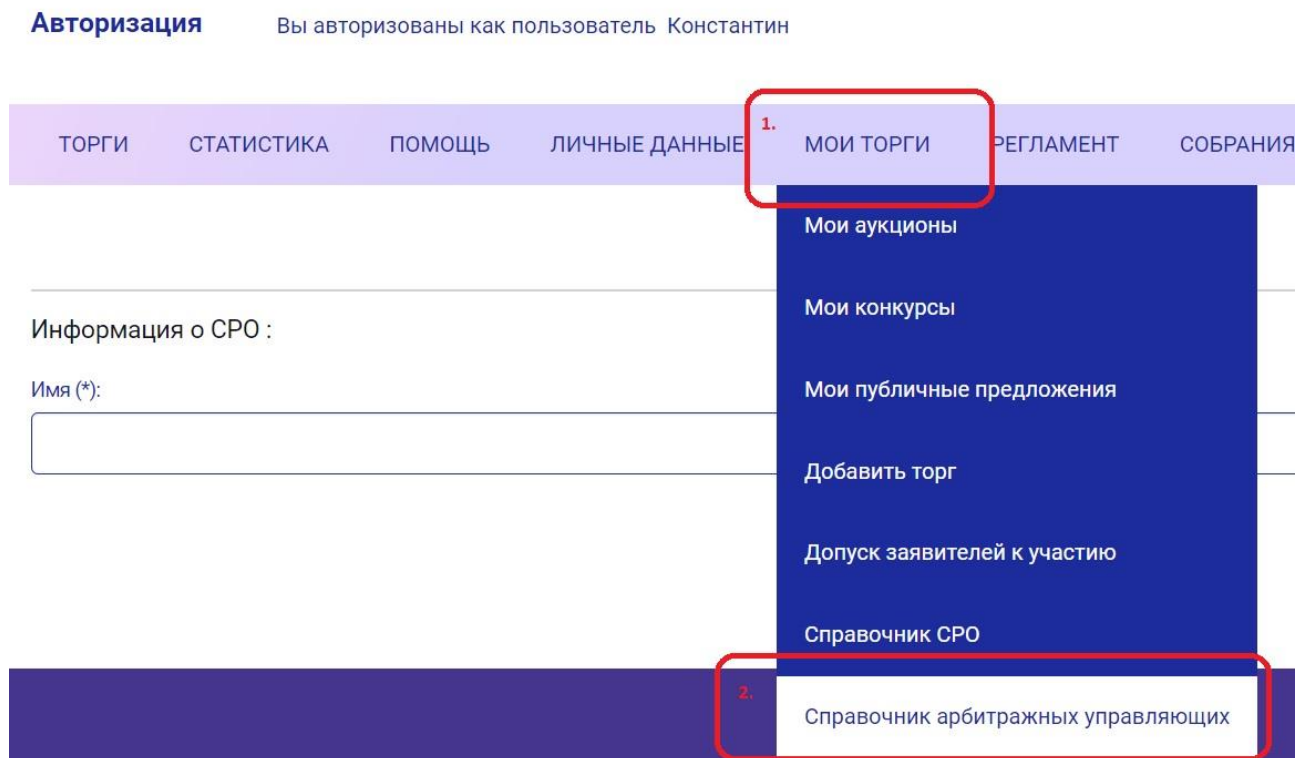 Авторизация Вы авторизованы как пользователь Константин
ТОРГИ СТАТИСТИКА ПОМОЩЬ ЛИЧНЫЕ ДАННЫЕ 1. МОИ ТОРГИ РЕГЛАМЕНТ СОБРАНИЯ
Мои аукционы
Мои конкурсы
Информация о СРО :
Имя (*):
Мои публичные предложения
Добавить торг
Допуск заявителей к участию
Справочник СРО
2. Справочник арбитражных управляющих